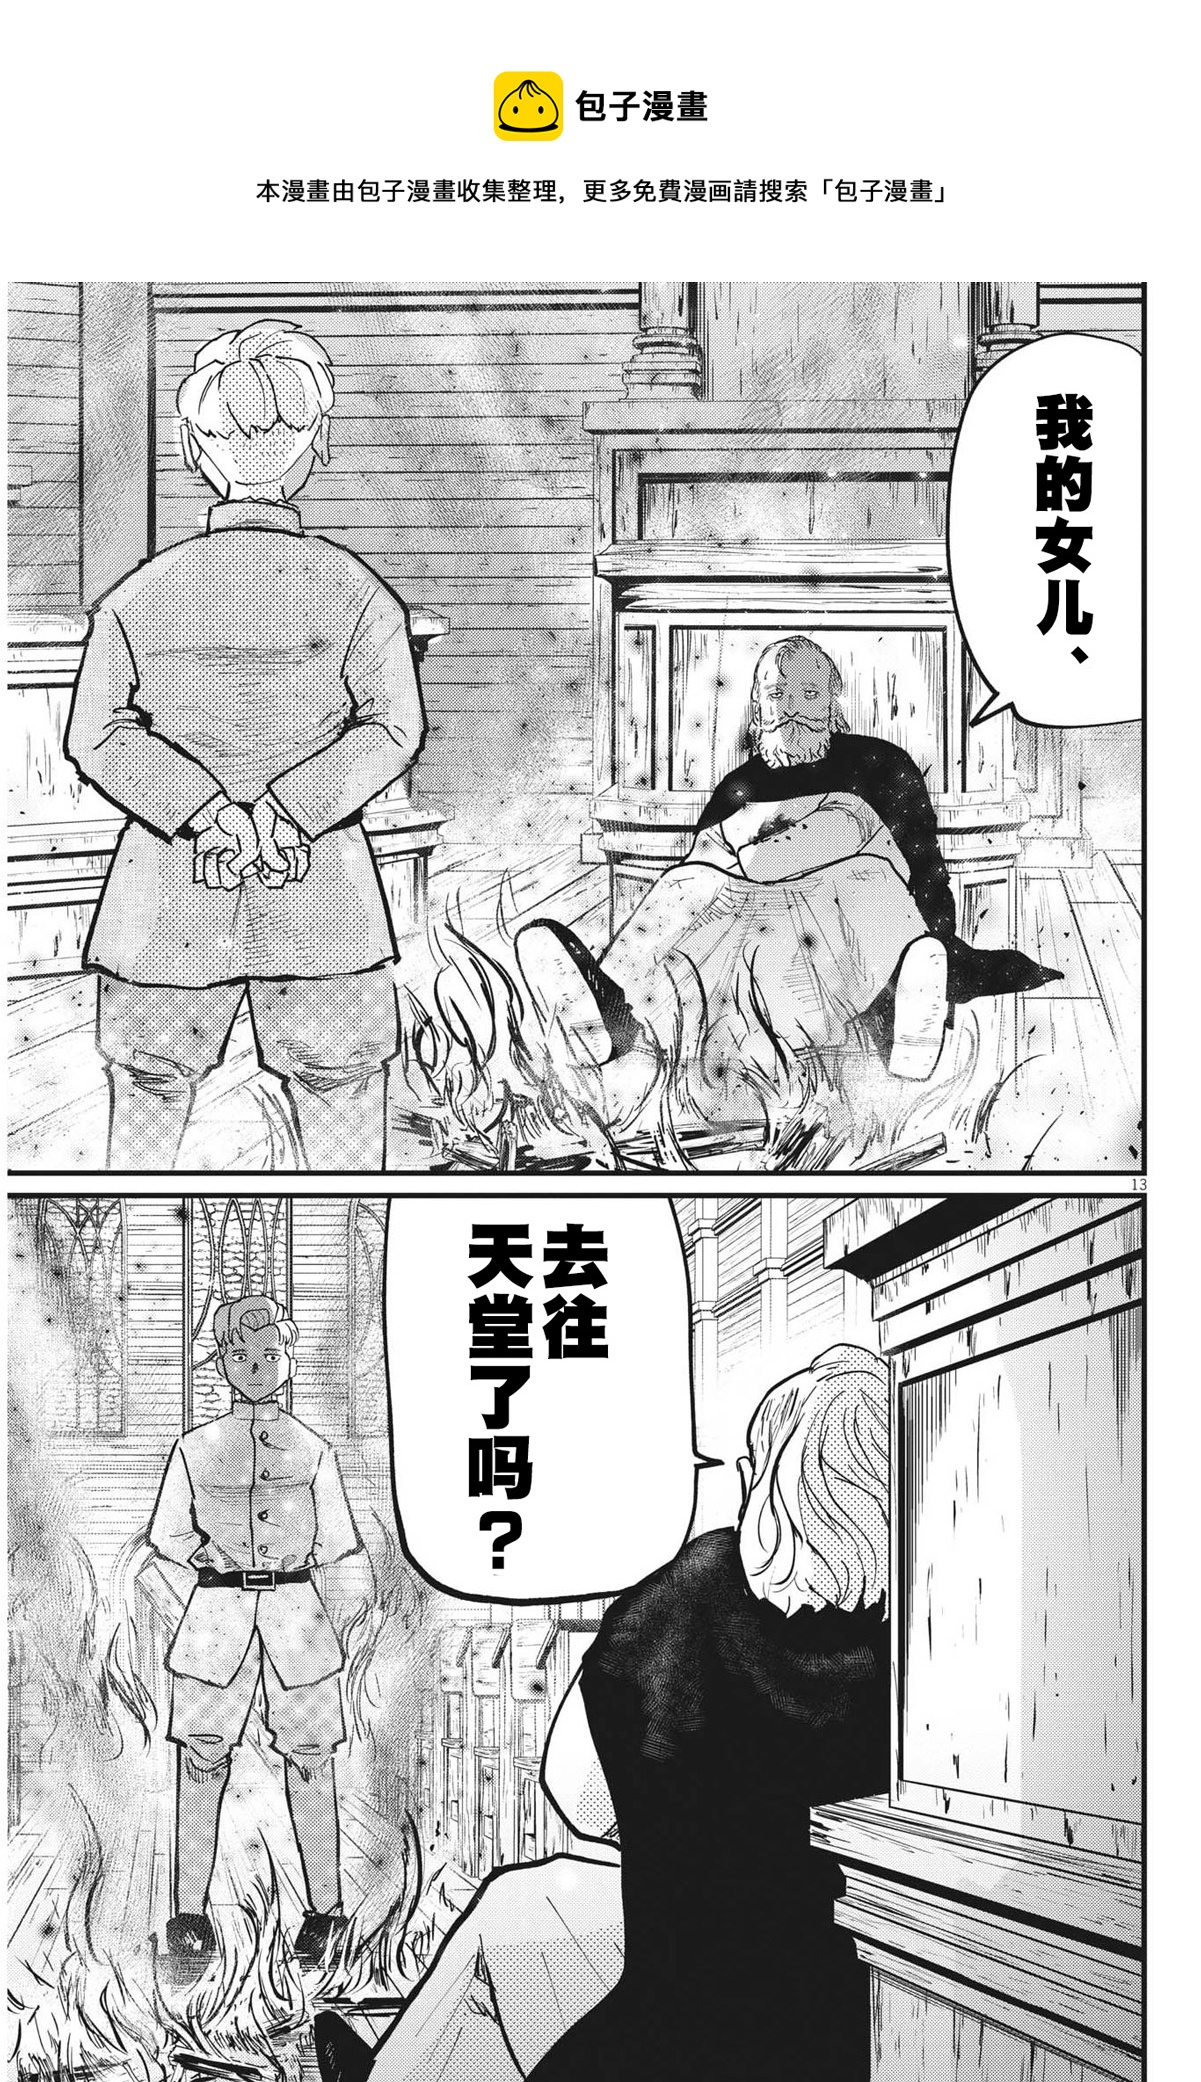 包子漫畫
本漫畫由包子漫畫收集整理，更多免費漫画請搜索「包子漫畫」
我的女儿、
13
去往
天堂了吗？